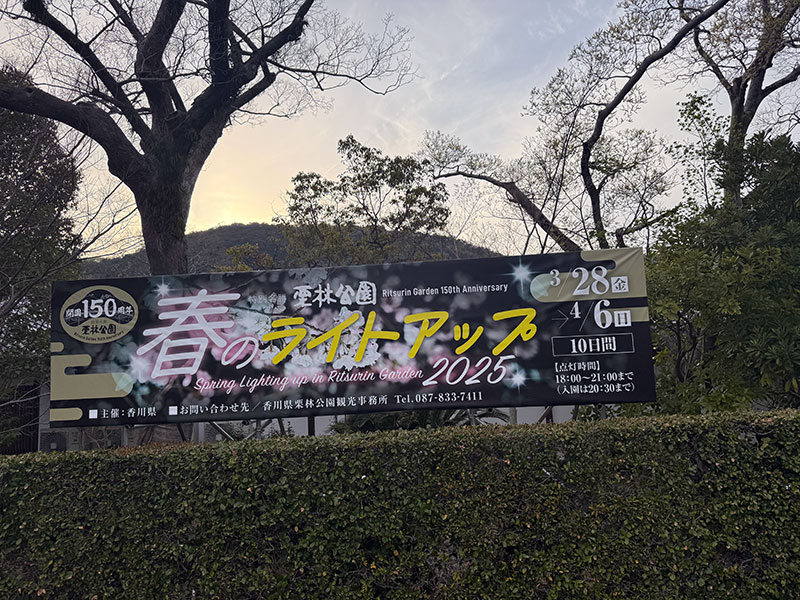 開園150周年
栗林公園
特別名勝 栗林公園 Ritsurin Garden 150th Anniversary
春のライトアップ
Spring Lighting up in Ritsurin Garden 2025
3/28金
~4/6日
10日間
【点灯時間】
18:00~21:00まで
(入園は20:30まで)
■主催:香川県 ■お問い合わせ先/香川県栗林公園観光事務所 Tel.087-833-7411